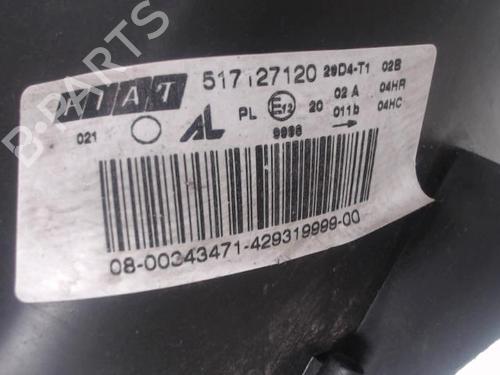 FIAT 517127120 29D4-T1 02B
021 AL PL E12 20 02 A 04HR
011b 04HC
9996
08-00343471-429319999-00
B-PARTS